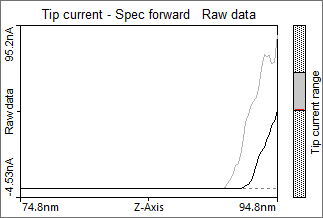 Tip current - Spec forward Raw data
95.2nA
Raw data
-4.53nA
74.8nm Z-Axis 94.8nm
Tip current range